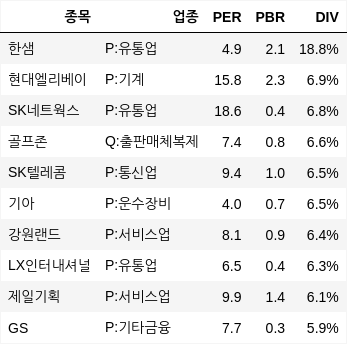 종목 업종 PER PBR DIV
한샘 P:유통업 4.9 2.1 18.8%
현대엘리베이 P:기계 15.8 2.3 6.9%
SK네트웍스 P:유통업 18.6 0.4 6.8%
골프존 Q:출판매체복제 7.4 0.8 6.6%
SK텔레콤 P:통신업 9.4 1.0 6.5%
기아 P:운수장비 4.0 0.7 6.5%
강원랜드 P:서비스업 8.1 0.9 6.4%
LX인터내셔널 P:유통업 6.5 0.4 6.3%
제일기획 P:서비스업 9.9 1.4 6.1%
GS P:기타금융 7.7 0.3 5.9%